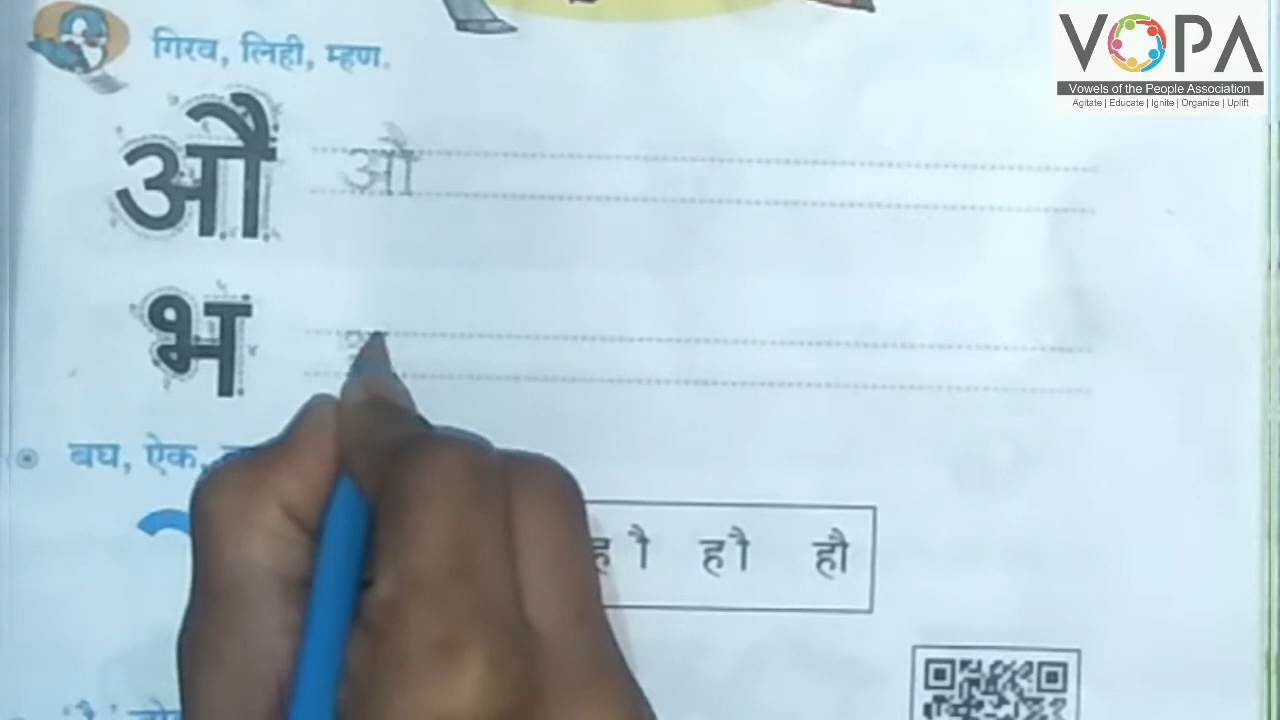 गिरव, लिही, म्हण.
VOPA
Vowels of the People Association
Agitate | Educate | Ignite | Organize | Uplift
औ औ
भ
बघ, ऐक,
ह ौ हौ हौ